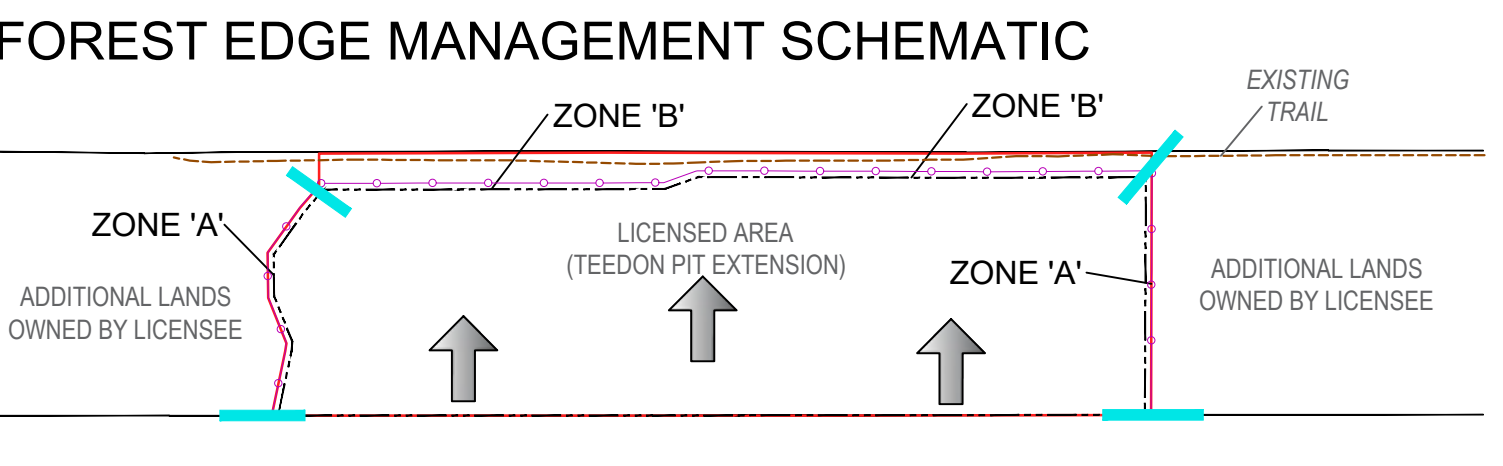 FOREST EDGE MANAGEMENT SCHEMATIC
EXISTING
TRAIL
ZONE 'B'
ZONE 'B'
ZONE 'A'
LICENSED AREA
(TEEDON PIT EXTENSION)
ZONE 'A'
ADDITIONAL LANDS
OWNED BY LICENSEE
ADDITIONAL LANDS
OWNED BY LICENSEE